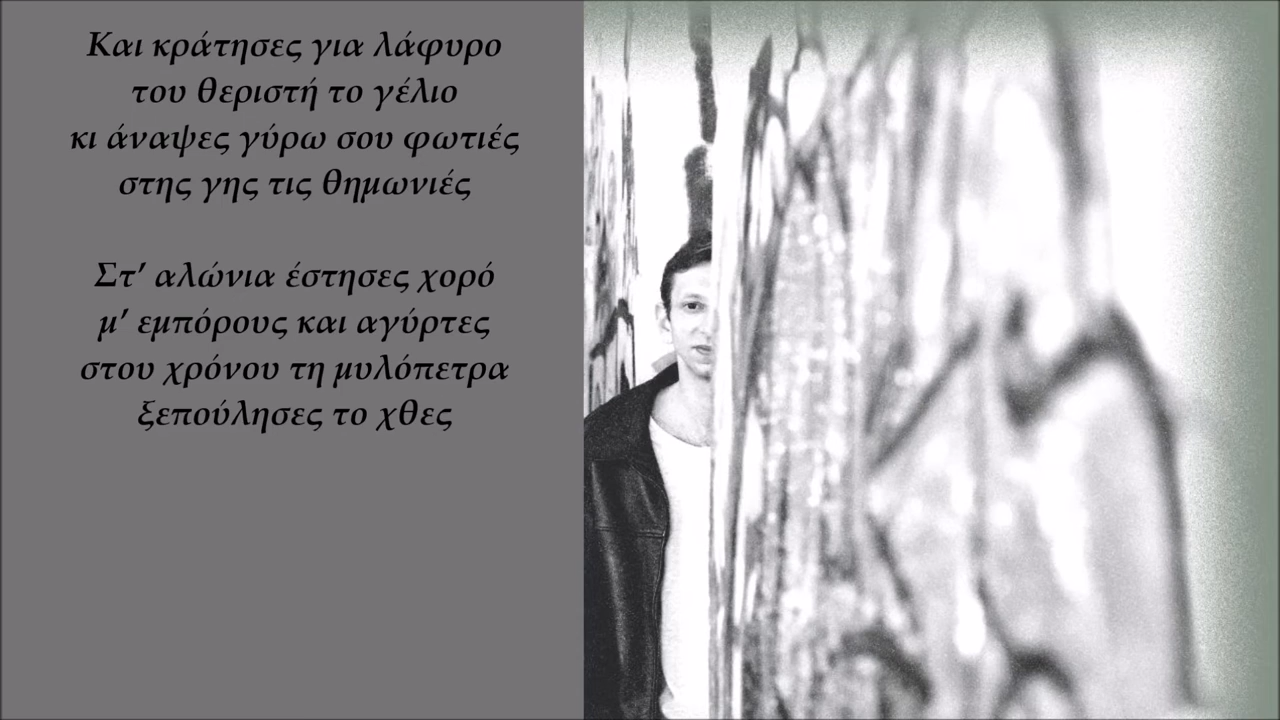 Και κράτησες για λάφυρο
του θεριστή το γέλιο
κι άναψες γύρω σου φωτιές
στης γης τις θημωνιές
Στ’ αλώνια έστησες χορό
μ’ εμπόρους και αγύρτες
στου χρόνου τη μυλόπετρα
ξεπούλησες το χθες